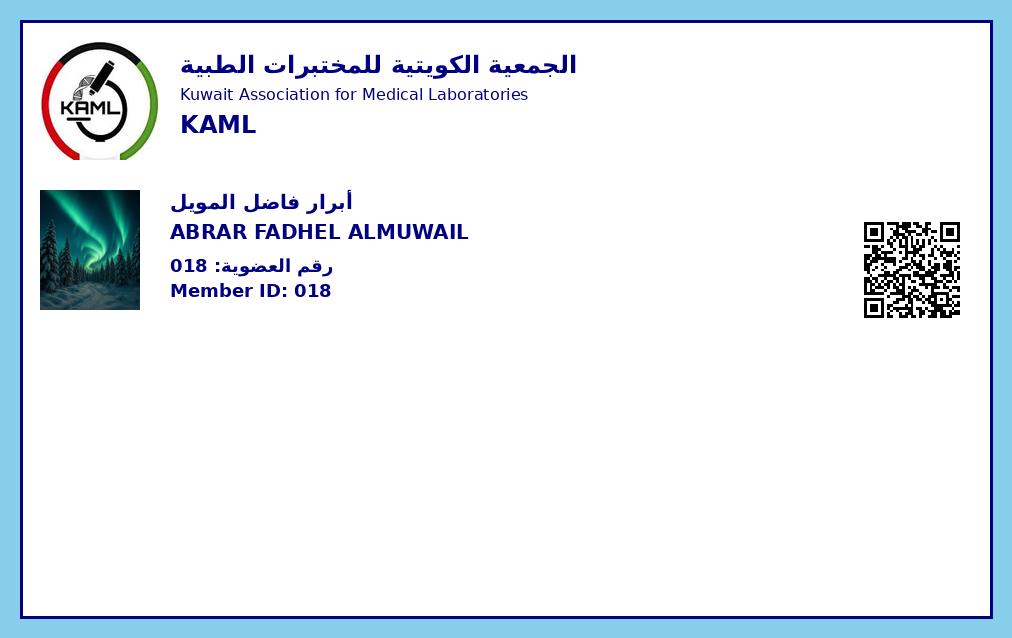 KAML
الجمعية الكويتية للمختبرات الطبية
Kuwait Association for Medical Laboratories
KAML
أبرار فاضل المويل
ABRAR FADHEL ALMUWAIL
رقم العضوية: 018
Member ID: 018